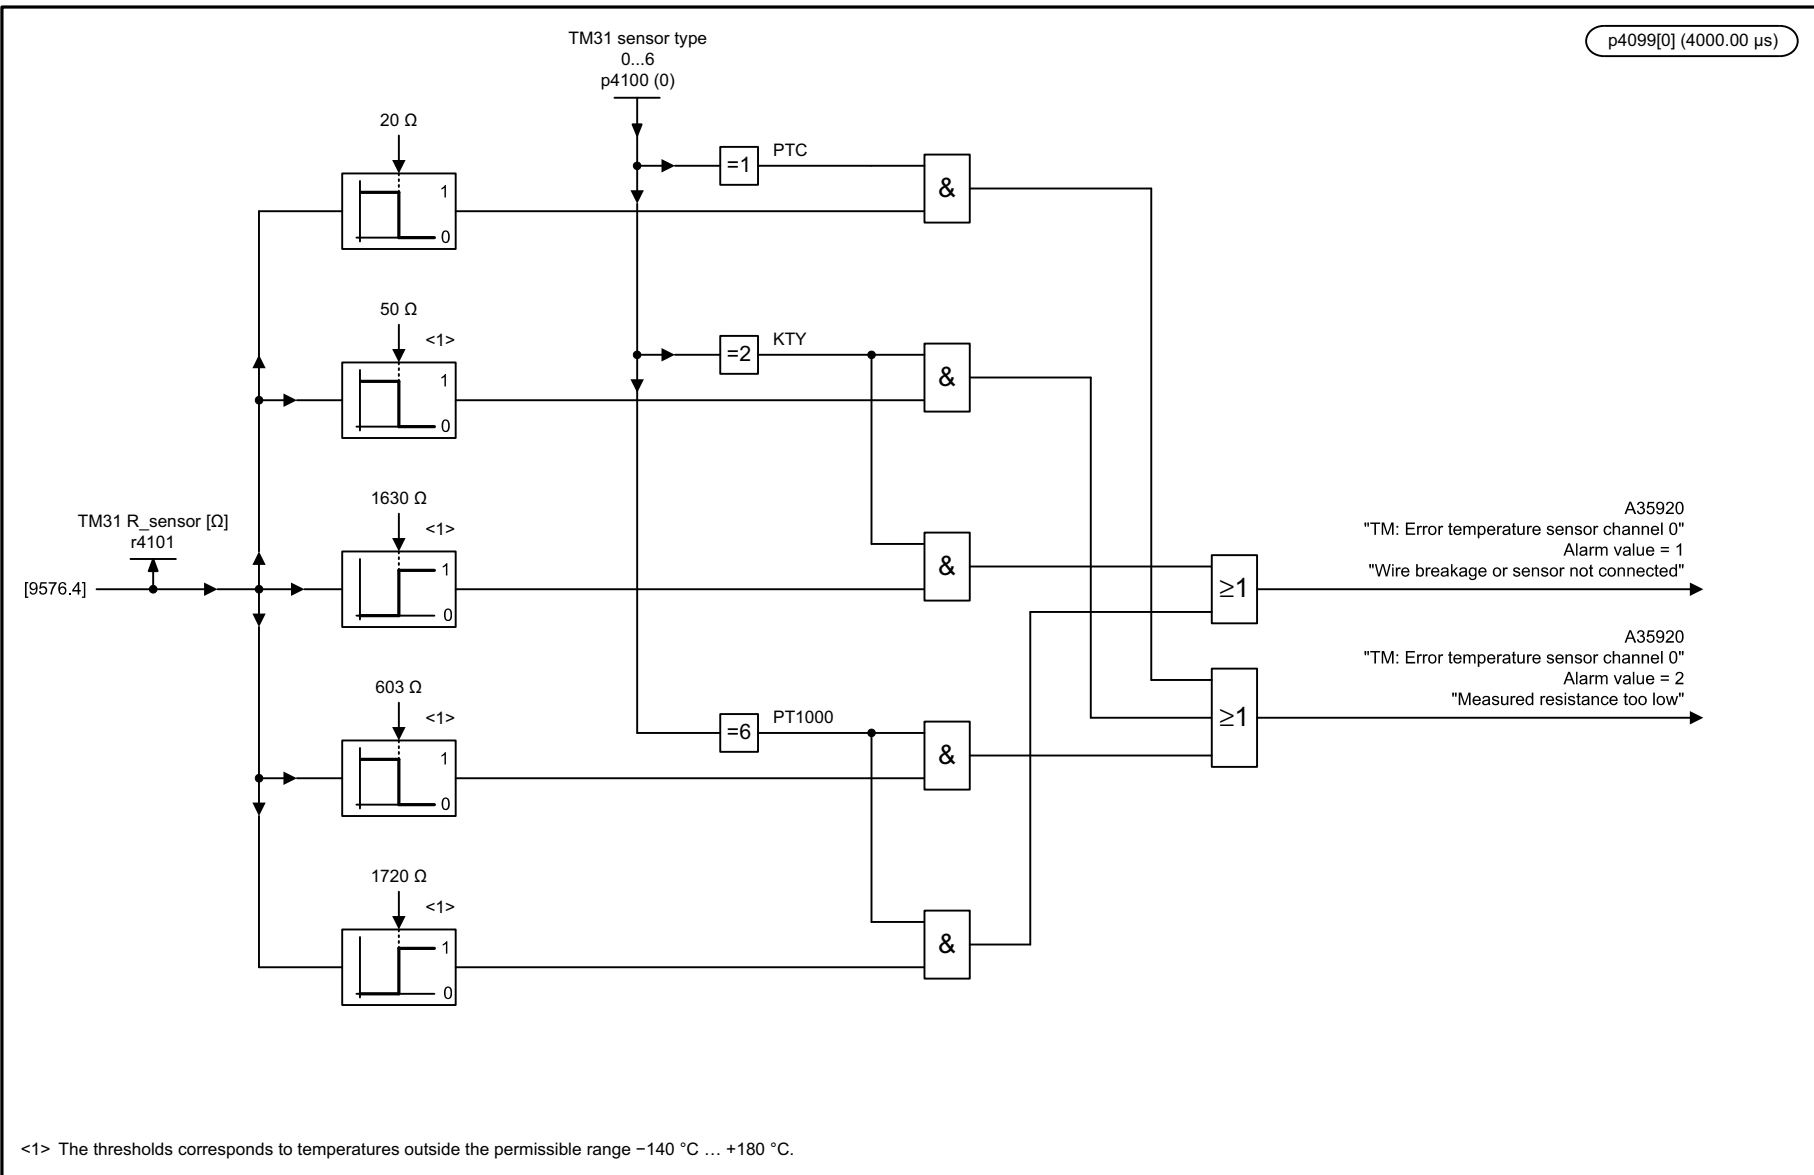 TM31 sensor type
0...6
p4100 (0)
p4099[0] (4000.00 µs)
20 Ω
1
0
=1
PTC
&
50 Ω
<1>
1
0
=2
KTY
&
1630 Ω
<1>
1
0
&
TM31 R_sensor [Ω]
r4101
[9576.4]
≥1
A35920
"TM: Error temperature sensor channel 0"
Alarm value = 1
"Wire breakage or sensor not connected"
A35920
"TM: Error temperature sensor channel 0"
Alarm value = 2
"Measured resistance too low"
≥1
603 Ω
<1>
1
0
=6
PT1000
&
1720 Ω
<1>
1
0
&
<1> The thresholds corresponds to temperatures outside the permissible range −140 °C … +180 °C.